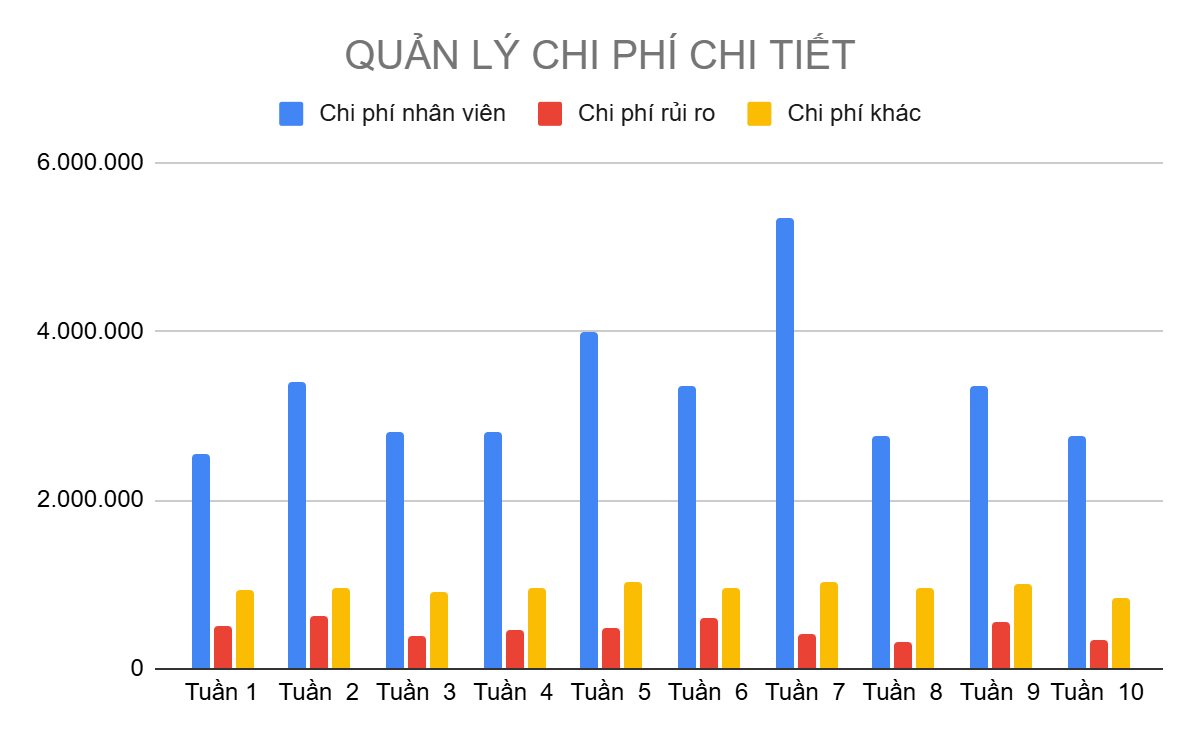 QUẢN LÝ CHI PHÍ CHI TIẾT
Chi phí nhân viên Chi phí rủi ro Chi phí khác
6.000.000
4.000.000
2.000.000
0
Tuần 1 Tuần 2 Tuần 3 Tuần 4 Tuần 5 Tuần 6 Tuần 7 Tuần 8 Tuần 9 Tuần 10